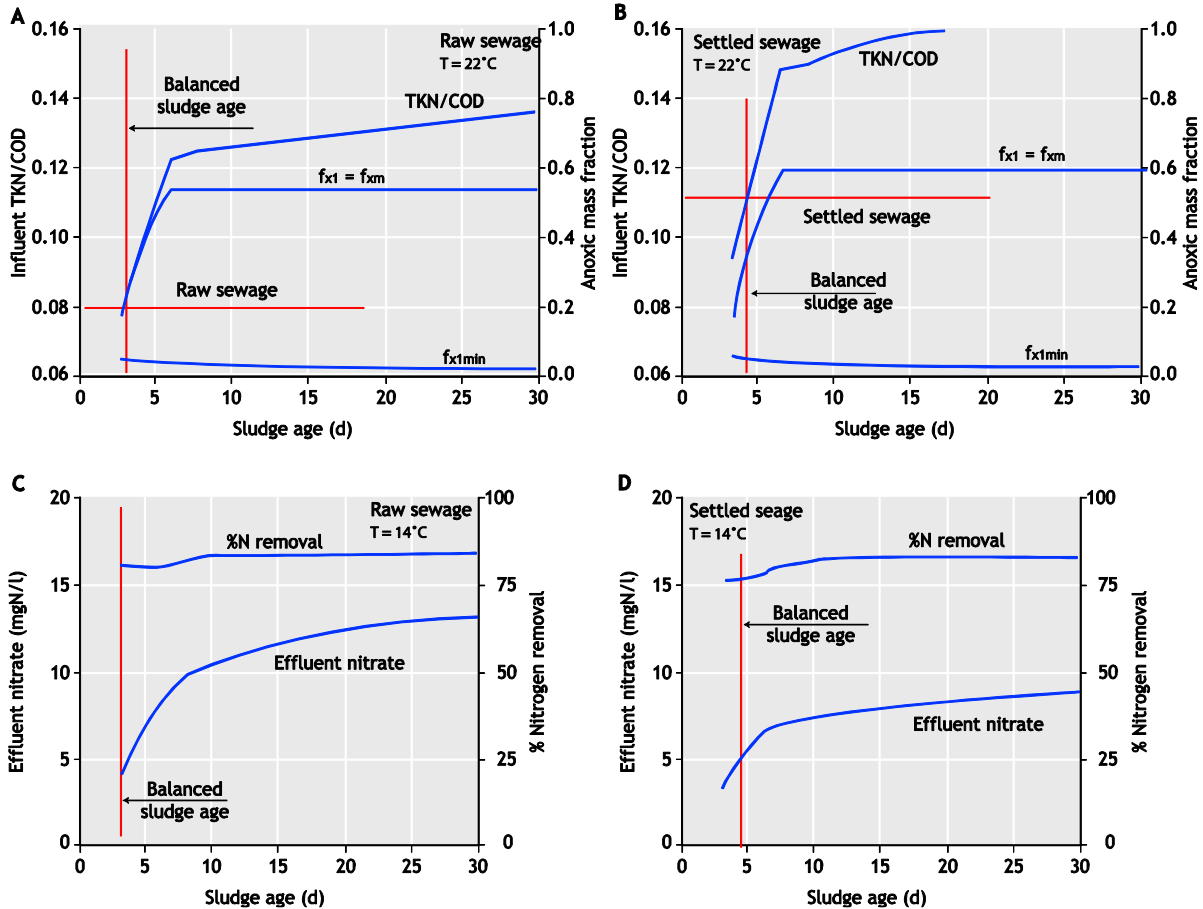 A
Raw sewage
T = 22°C
Balanced
sludge age
TKN/COD
fx1 = fxm
Raw sewage
fx1min
0.16
0.14
0.12
0.10
0.08
0.06
Influent TKN/COD
1.0
0.8
0.6
0.4
0.2
0.0
Anoxic mass fraction
0 5 10 15 20 25 30
Sludge age (d)
B
Settled sewage
T = 22°C
TKN/COD
fx1 = fxm
Settled sewage
Balanced
sludge age
fx1min
0.16
0.14
0.12
0.10
0.08
0.06
Influent TKN/COD
1.0
0.8
0.6
0.4
0.2
0.0
Anoxic mass fraction
0 5 10 15 20 25 30
Sludge age (d)
C
Raw sewage
T = 14°C
%N removal
Effluent nitrate
Balanced
sludge age
20
15
10
5
0
Effluent nitrate (mgN/l)
100
75
50
25
0
% Nitrogen removal
0 5 10 15 20 25 30
Sludge age (d)
D
Settled seage
T = 14°C
%N removal
Balanced
sludge age
Effluent nitrate
20
15
10
5
0
Effluent nitrate (mgN/l)
100
75
50
25
0
% Nitrogen removal
0 5 10 15 20 25 30
Sludge age (d)